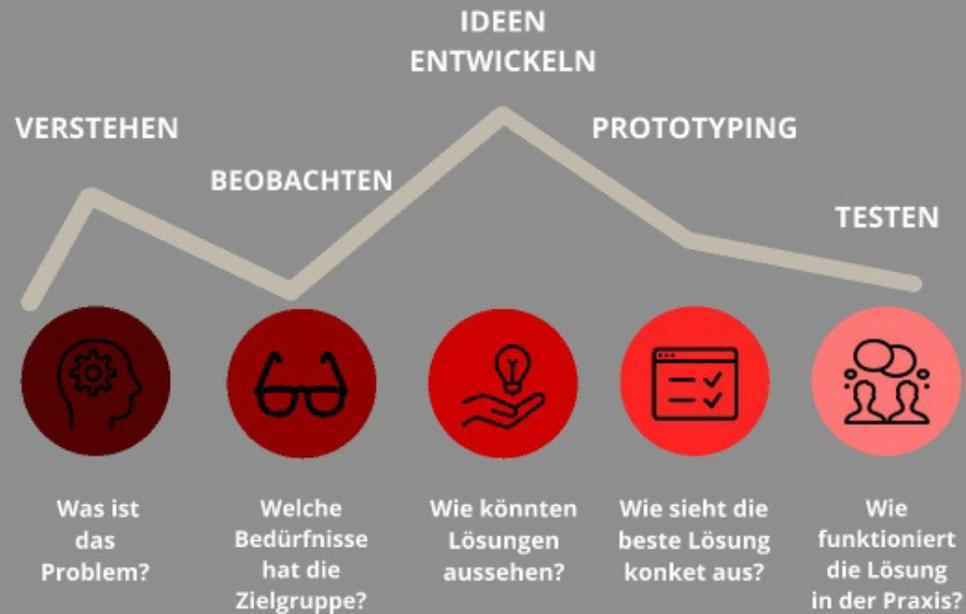 IDEEN
ENTWICKELN
VERSTEHEN
PROTOTYPING
BEOBACHTEN
TESTEN
Was ist
das
Problem?
Welche
Bedürfnisse
hat die
Zielgruppe?
Wie könnten
Lösungen
aussehen?
Wie sieht die
beste Lösung
konket aus?
Wie
funktioniert
die Lösung
in der Praxis?